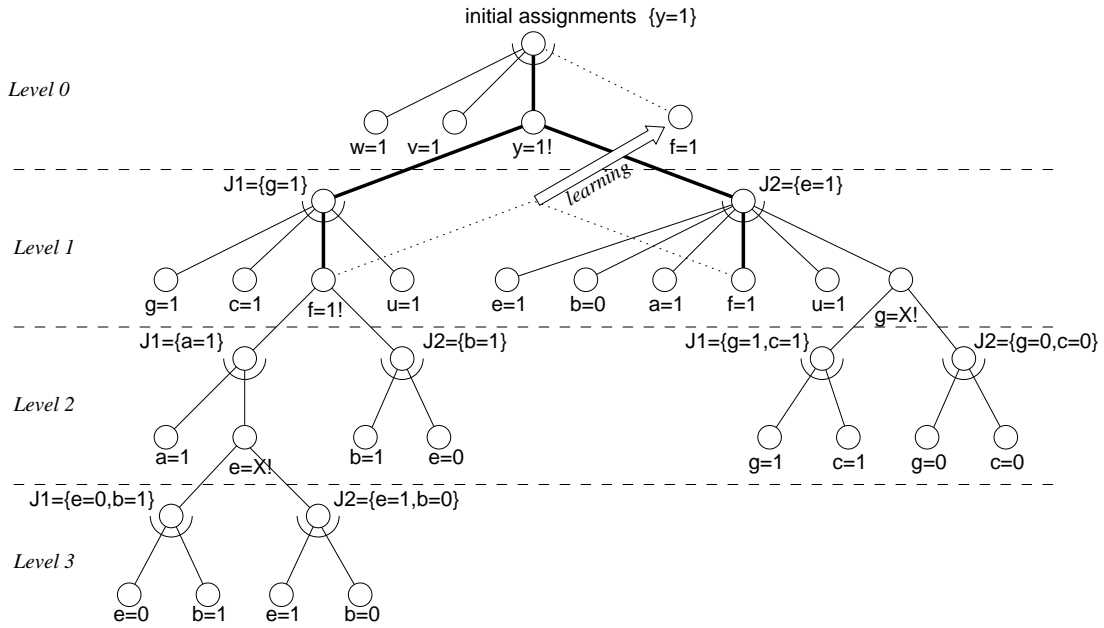 initial assignments {y=1}
Level 0
w=1 v=1 y=1! f=1
learning
J1={g=1} J2={e=1}
Level 1
g=1 c=1 f=1! u=1 e=1 b=0 a=1 f=1 u=1 g=X!
J1={a=1} J2={b=1} J1={g=1,c=1} J2={g=0,c=0}
Level 2
a=1 e=X! b=1 e=0 g=1 c=1 g=0 c=0
J1={e=0,b=1} J2={e=1,b=0}
Level 3
e=0 b=1 e=1 b=0